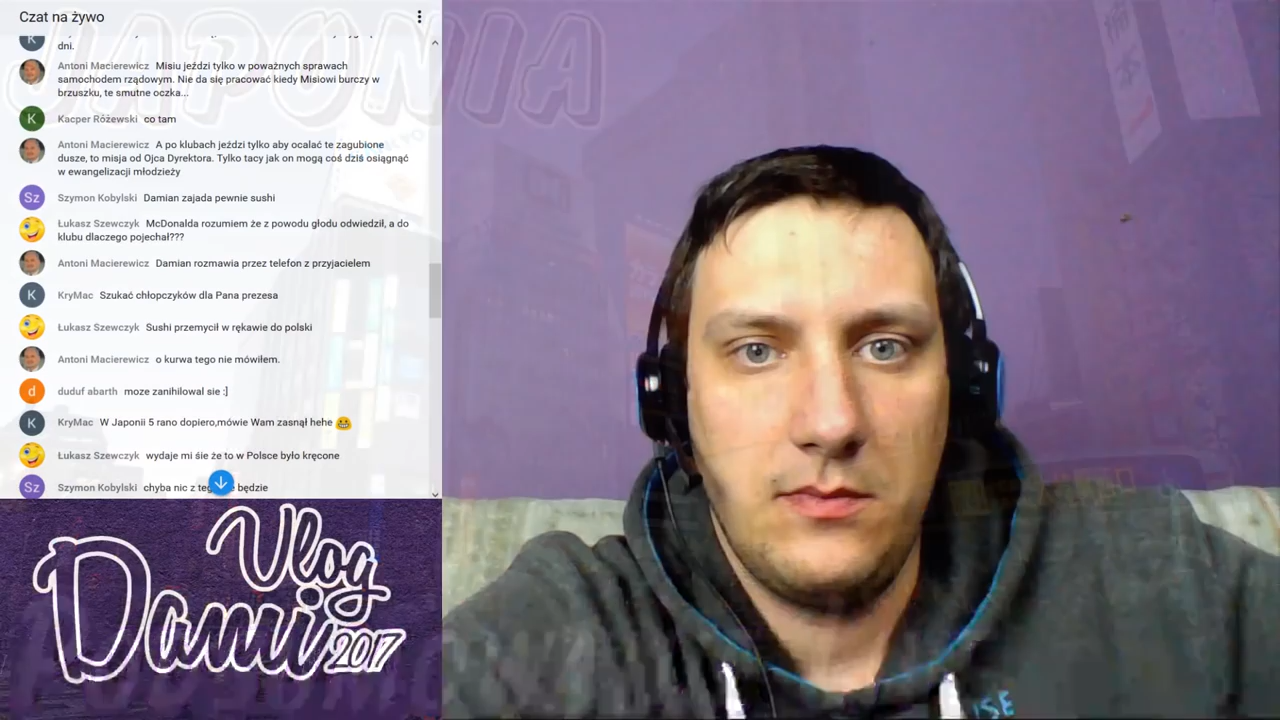 Czat na żywo
JAPONIA
dni.
Antoni Macierewicz Misiu jeździ tylko w poważnych sprawach
samochodem rządowym. Nie da się pracować kiedy Misiowi burczy w
brzuszku, te smutne oczka...
K Kacper Różewski co tam
Antoni Macierewicz A po klubach jeździ tylko aby ocalać te zagubione
dusze, to misja od Ojca Dyrektora. Tylko tacy jak on mogą coś dziś osiągnąć
w ewangelizacji młodzieży
Sz Szymon Kobylski Damian zajada pewnie sushi
Łukasz Szewczyk McDonalda rozumiem że z powodu głodu odwiedził, a do
klubu dlaczego pojechał???
Antoni Macierewicz Damian rozmawia przez telefon z przyjacielem
K KryMac Szukać chłopczyków dla Pana prezesa
Łukasz Szewczyk Sushi przemycił w rękawie do polski
Antoni Macierewicz o kurwa tego nie mówiłem.
d duduf abarth moze zanihilowal sie :]
K KryMac W Japonii 5 rano dopiero,mówie Wam zasnął hehe 😁
Łukasz Szewczyk wydaje mi śie że to w Polsce było kręcone
Sz Szymon Kobylski chyba nic z będzie
Vlog
Dami
2017